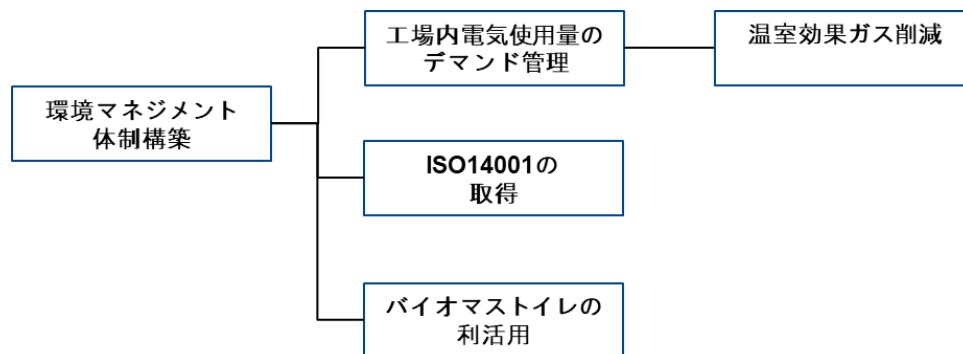 環境マネジメント
体制構築
工場内電気使用量の
デマンド管理
温室効果ガス削減
ISO14001の
取得
バイオマストイレの
利活用